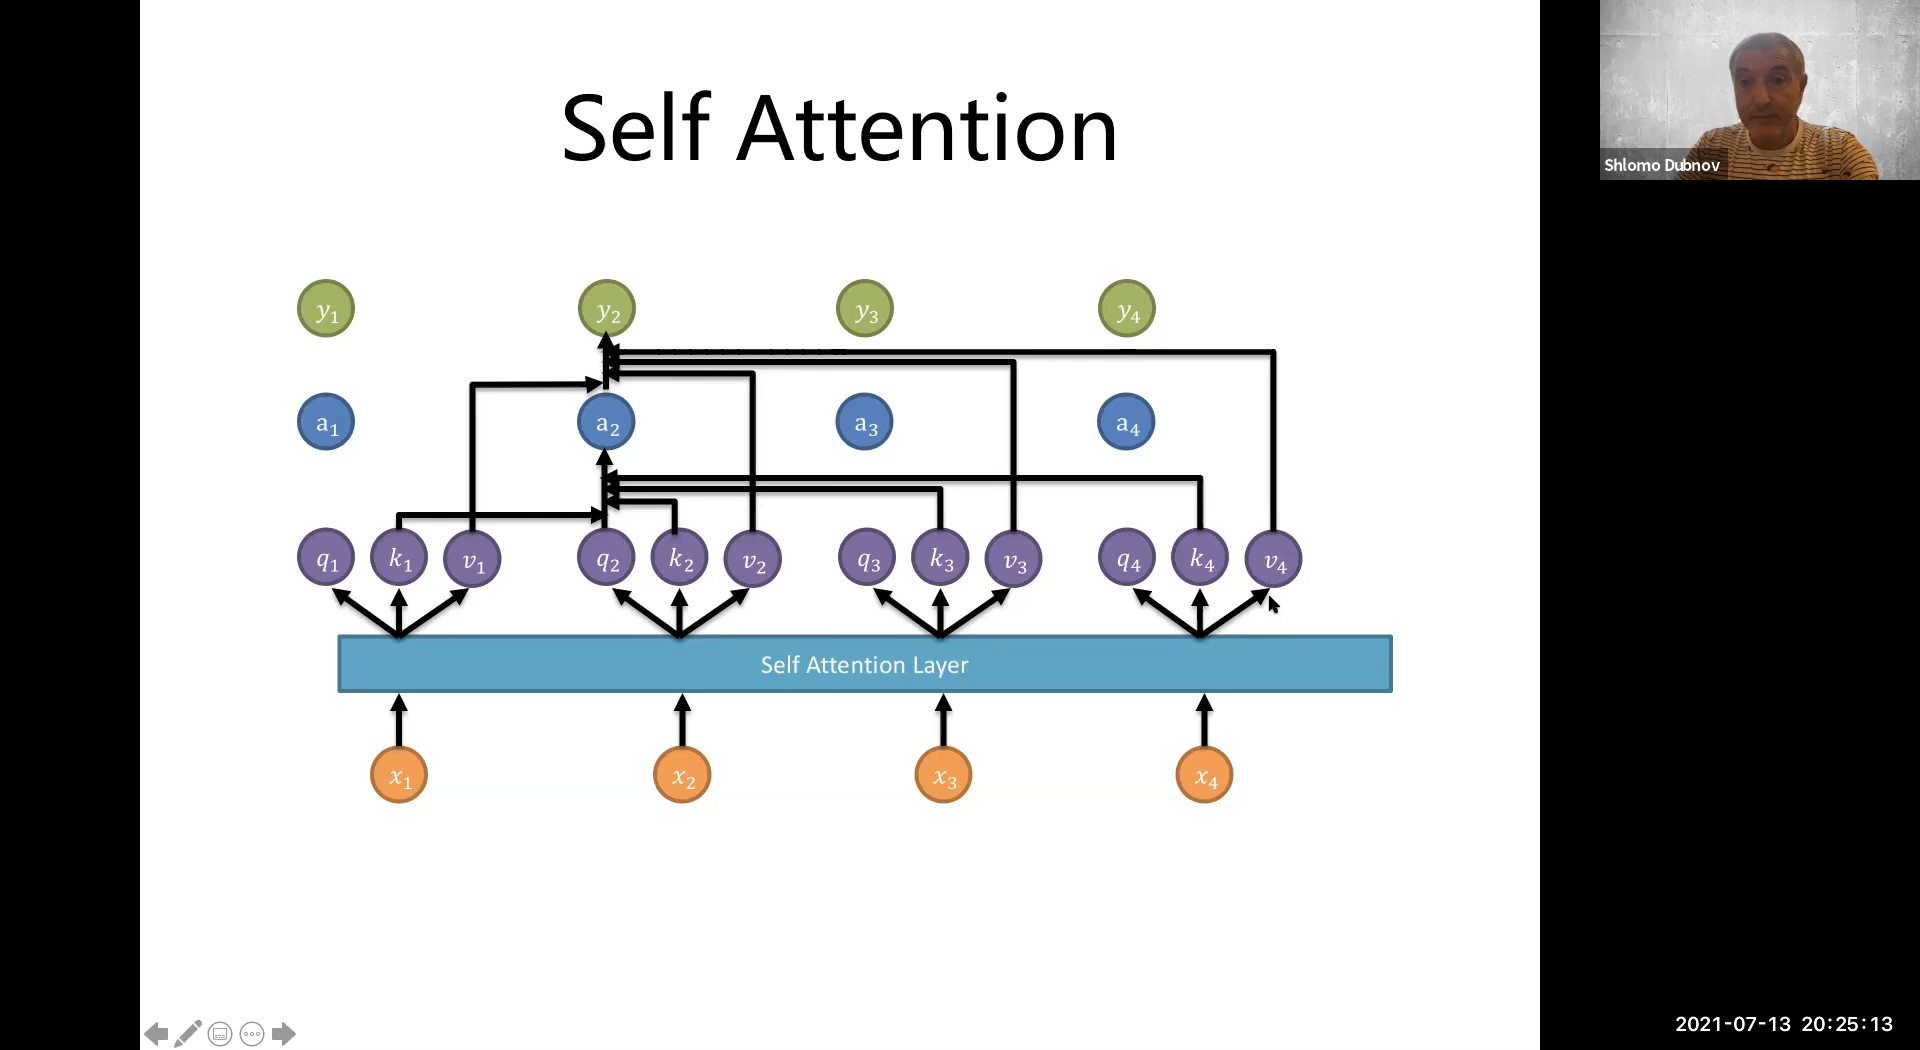 Self Attention
Shlomo Dubnov
y1 y2 y3 y4
a1 a2 a3 a4
q1 k1 v1 q2 k2 v2 q3 k3 v3 q4 k4 v4
Self Attention Layer
x1 x2 x3 x4
2021-07-13 20:25:13